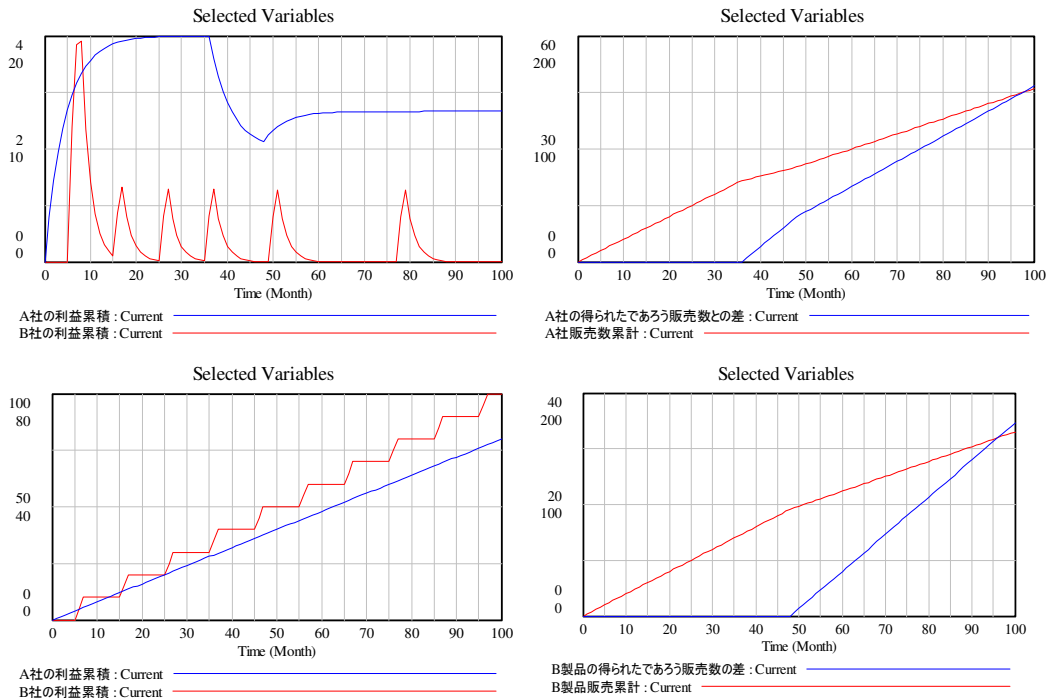 Selected Variables
4
20
2
10
0
0
0 10 20 30 40 50 60 70 80 90 100
Time (Month)
A社の利益累積 : Current
B社の利益累積 : Current
Selected Variables
60
200
30
100
0
0
0 10 20 30 40 50 60 70 80 90 100
Time (Month)
A社の得られたであろう販売数との差 : Current
A社販売数累計 : Current
Selected Variables
100
80
50
40
0
0
0 10 20 30 40 50 60 70 80 90 100
Time (Month)
A社の利益累積 : Current
B社の利益累積 : Current
Selected Variables
40
200
20
100
0
0
0 10 20 30 40 50 60 70 80 90 100
Time (Month)
B製品の得られたであろう販売数の差 : Current
B製品販売累計 : Current